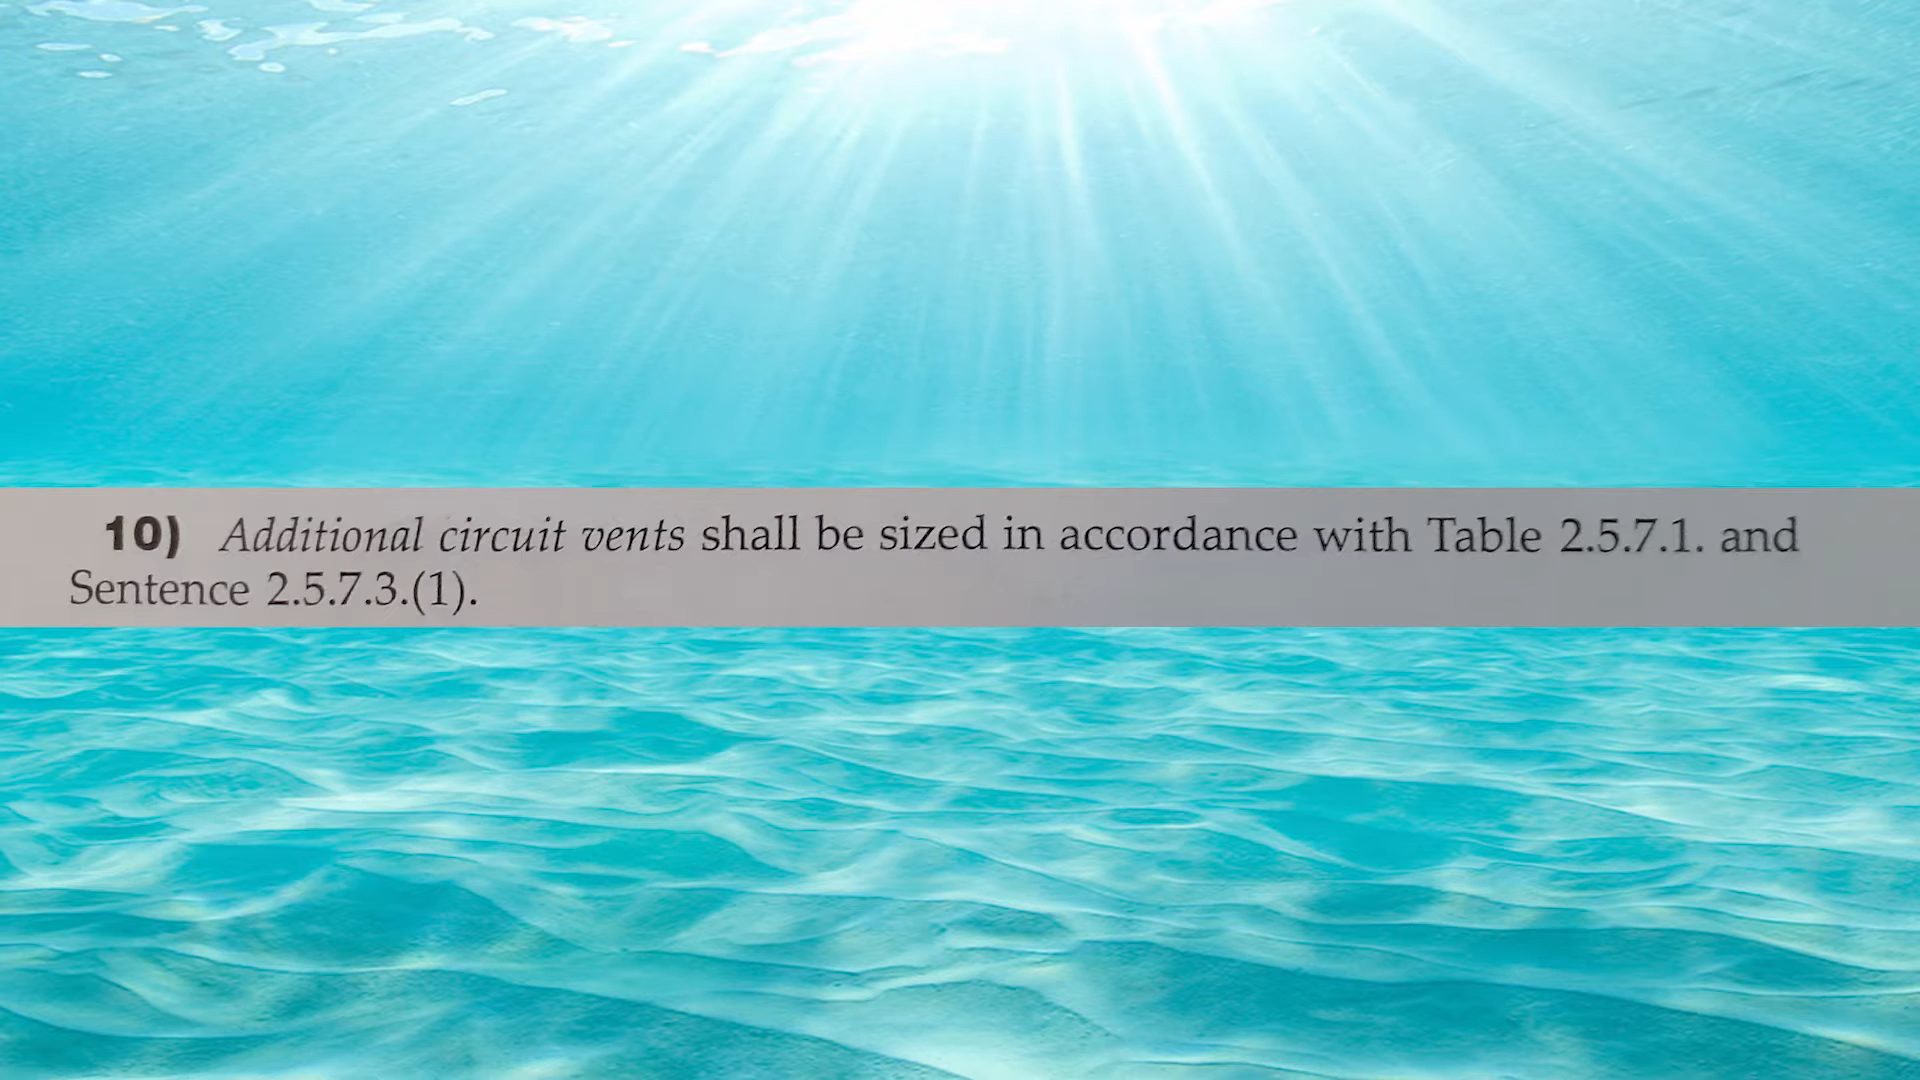 10) Additional circuit vents shall be sized in accordance with Table 2.5.7.1. and
Sentence 2.5.7.3.(1).